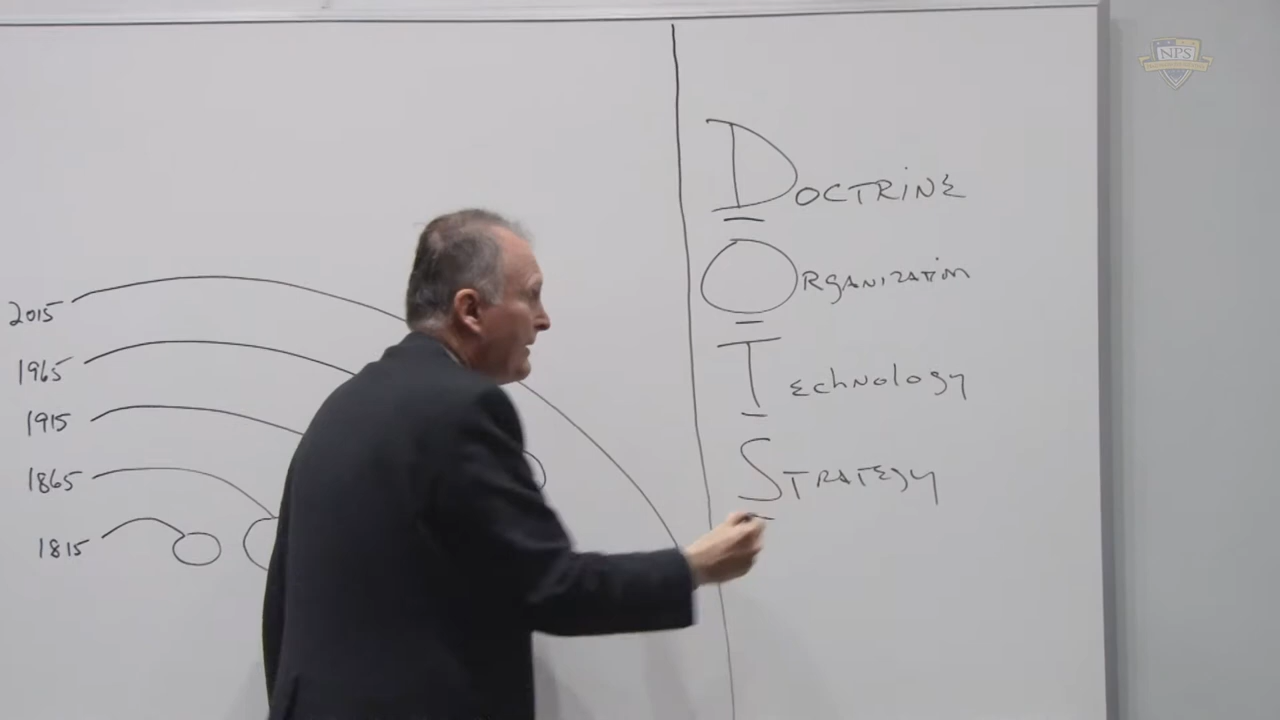 2015
1965
1915
1865
1815
DOCTRINE
ORGANIZATION
Technology
STRATEGY
NPS